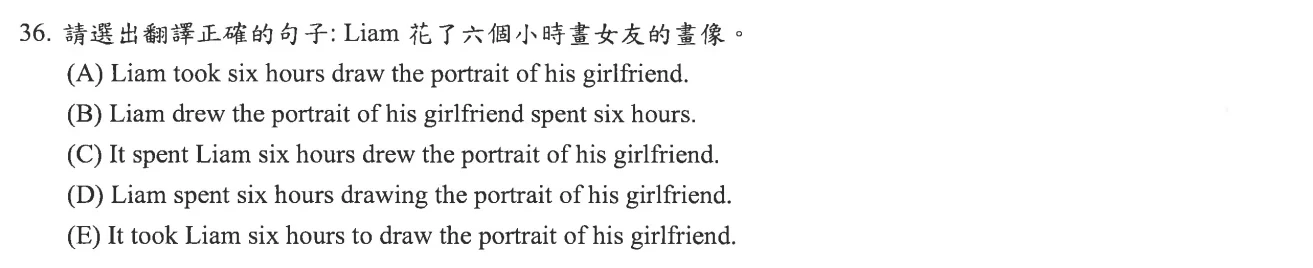 36. 請選出翻譯正確的句子: Liam 花了六個小時畫女友的畫像。
(A) Liam took six hours draw the portrait of his girlfriend.
(B) Liam drew the portrait of his girlfriend spent six hours.
(C) It spent Liam six hours drew the portrait of his girlfriend.
(D) Liam spent six hours drawing the portrait of his girlfriend.
(E) It took Liam six hours to draw the portrait of his girlfriend.